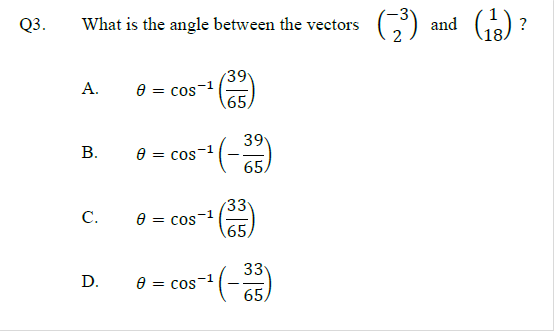 Q3. What is the angle between the vectors (−3 2) and (1 18) ?
A. θ = cos⁻¹ (39/65)
B. θ = cos⁻¹ (−39/65)
C. θ = cos⁻¹ (33/65)
D. θ = cos⁻¹ (−33/65)